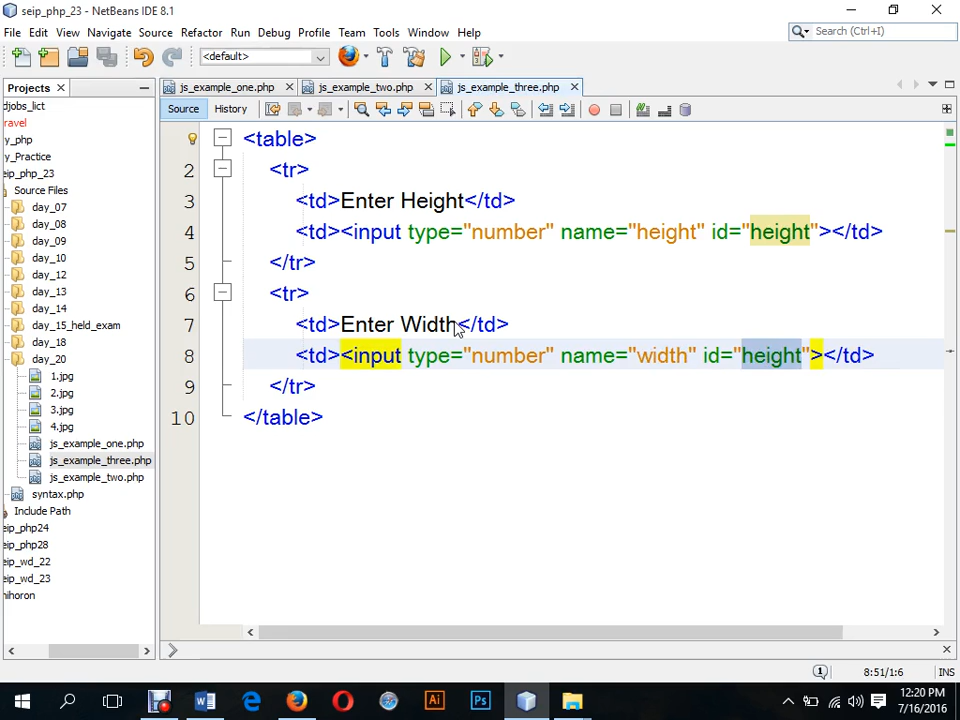 seip_php_23 - NetBeans IDE 8.1
File Edit View Navigate Source Refactor Run Debug Profile Team Tools Window Help
Search (Ctrl+I)
<default>
Projects
js_example_one.php js_example_two.php js_example_three.php
Source History
djobs_lict
ravel
y_php
y_Practice
eip_php_23
Source Files
day_07
day_08
day_09
day_10
day_12
day_13
day_14
day_15_held_exam
day_18
day_20
1.jpg
2.jpg
3.jpg
4.jpg
js_example_one.php
js_example_three.php
js_example_two.php
syntax.php
Include Path
eip_php24
eip_php28
eip_wd_22
eip_wd_23
nihoron
<table>
2 <tr>
3 <td>Enter Height</td>
4 <td><input type="number" name="height" id="height"></td>
5 </tr>
6 <tr>
7 <td>Enter Width</td>
8 <td><input type="number" name="width" id="height"></td>
9 </tr>
10 </table>
8:51/1:6 INS
12:20 PM
7/16/2016